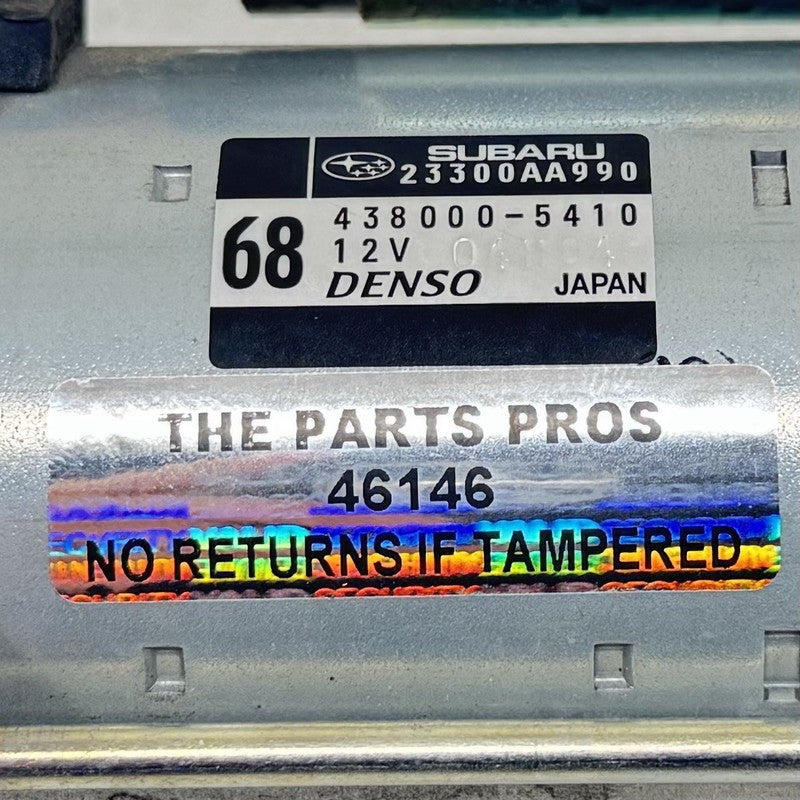 SUBARU
23300AA990
68
438000-5410
12V
DENSO
JAPAN
THE PARTS PROS
46146
NO RETURNS IF TAMPERED